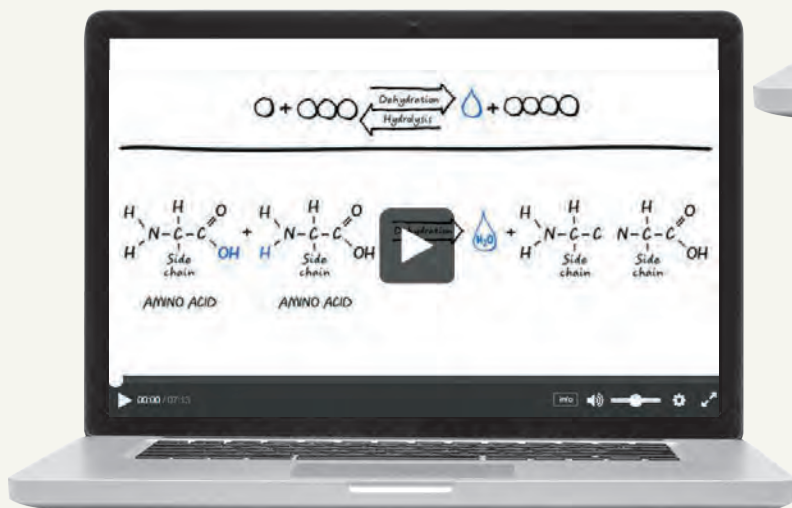 Dehydration
Hydrolysis
H H O H H O H H H O
N-C-C + N-C-C Dehydration H₂O + N-C-C N-C-C
H Side chain OH H Side chain OH H Side chain Side chain OH
AMINO ACID AMINO ACID
00:00 / 07:13
info